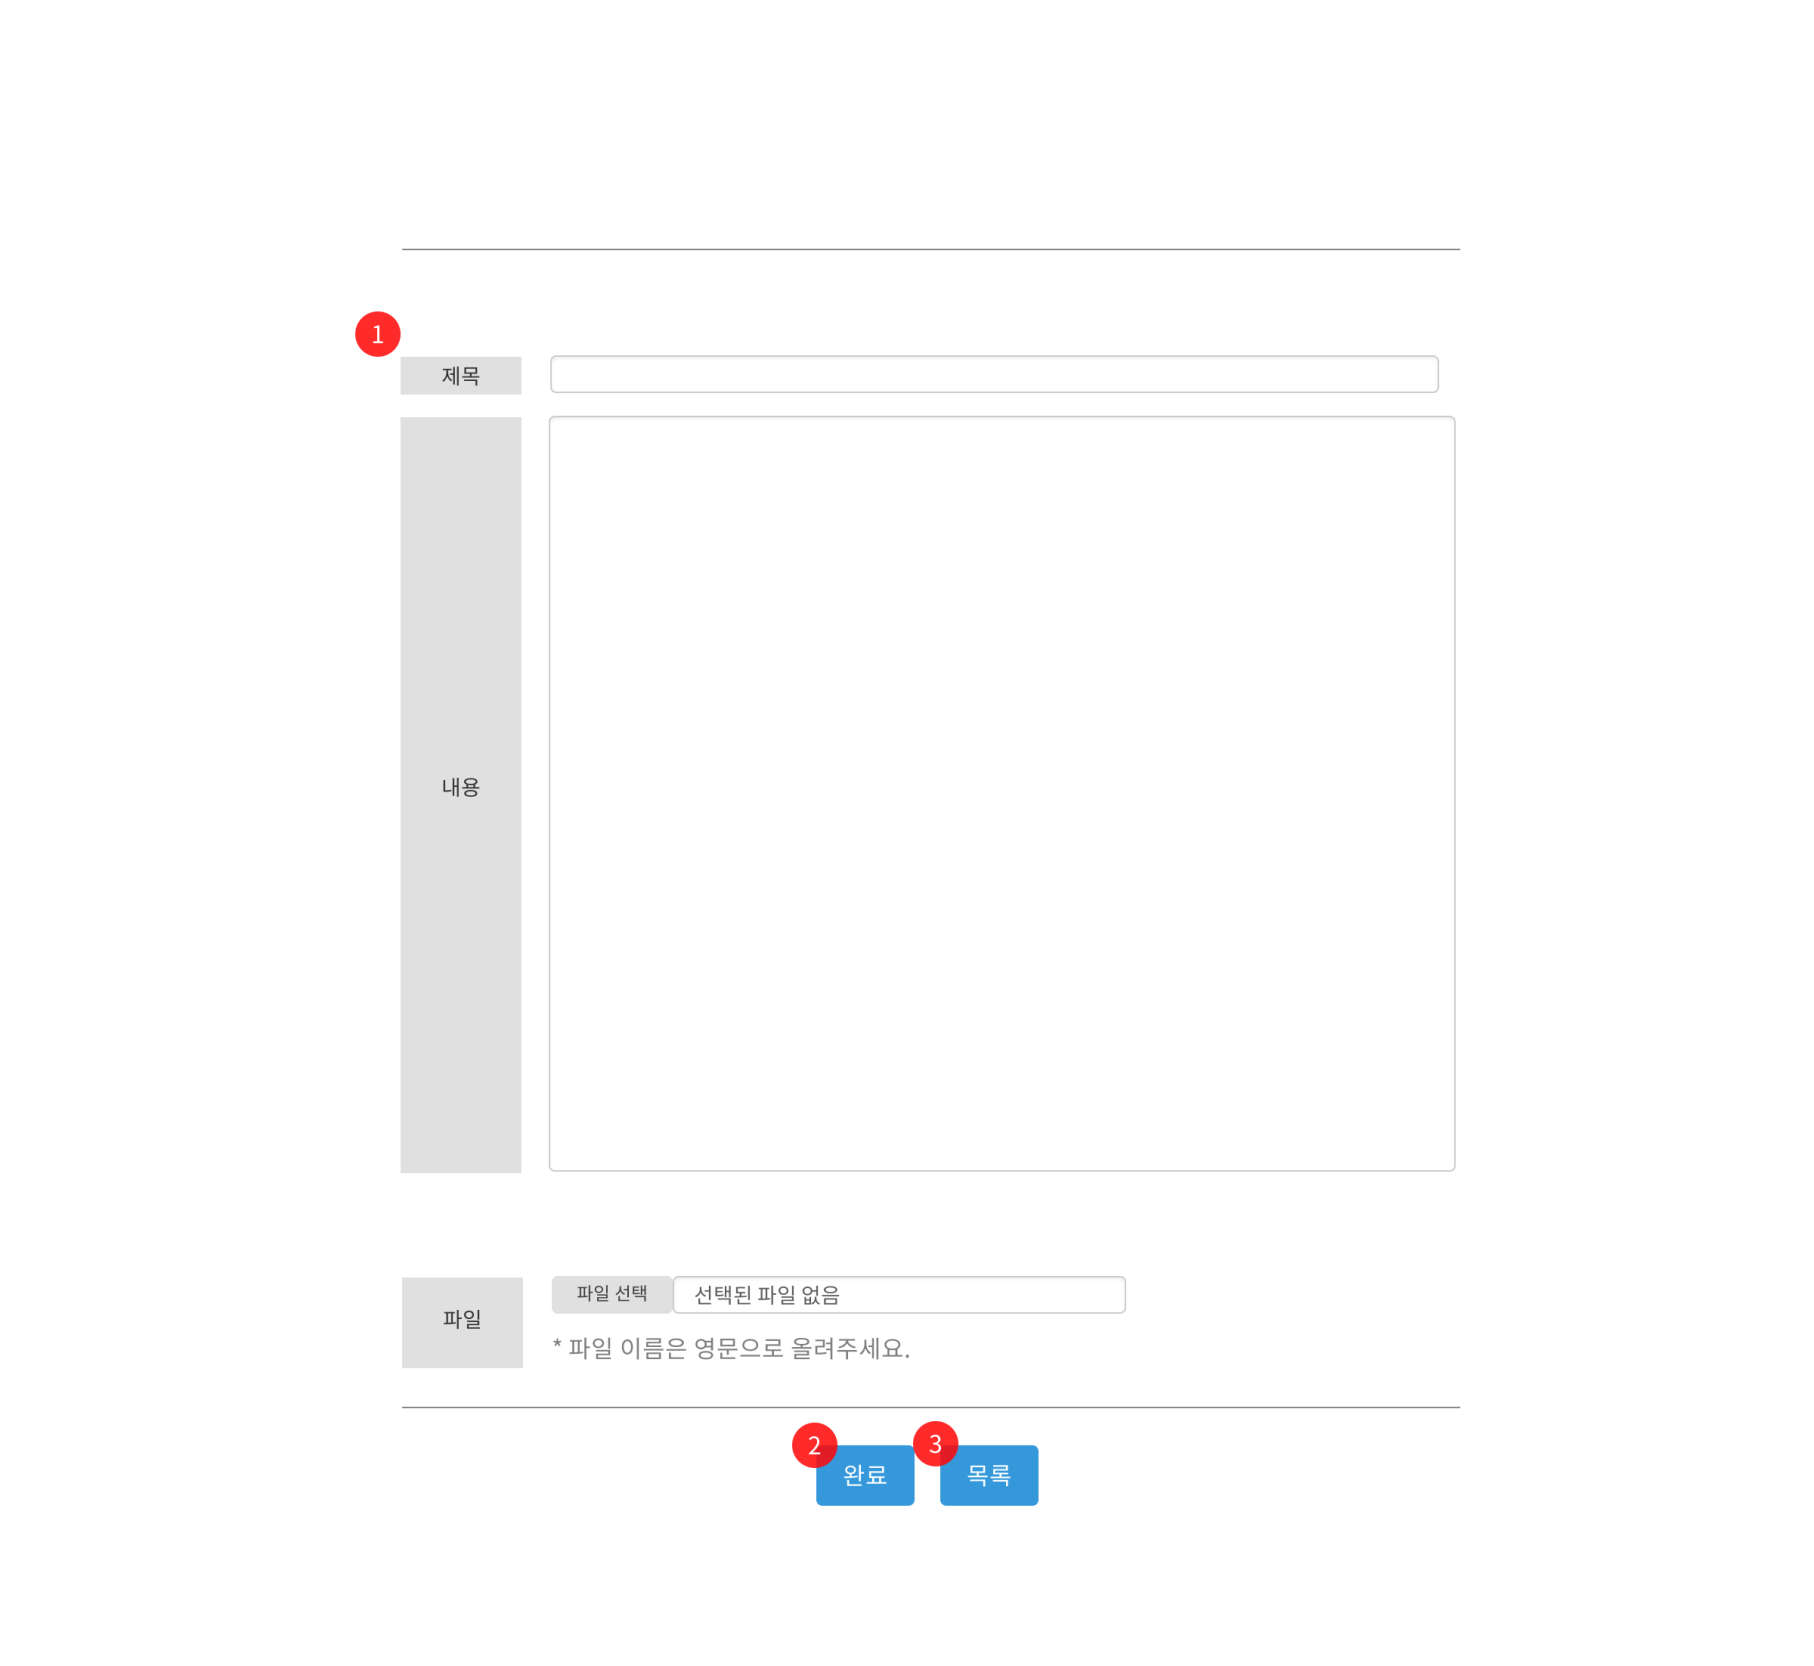 1
제목
내용
파일
파일 선택
선택된 파일 없음
* 파일 이름은 영문으로 올려주세요.
2
완료
3
목록